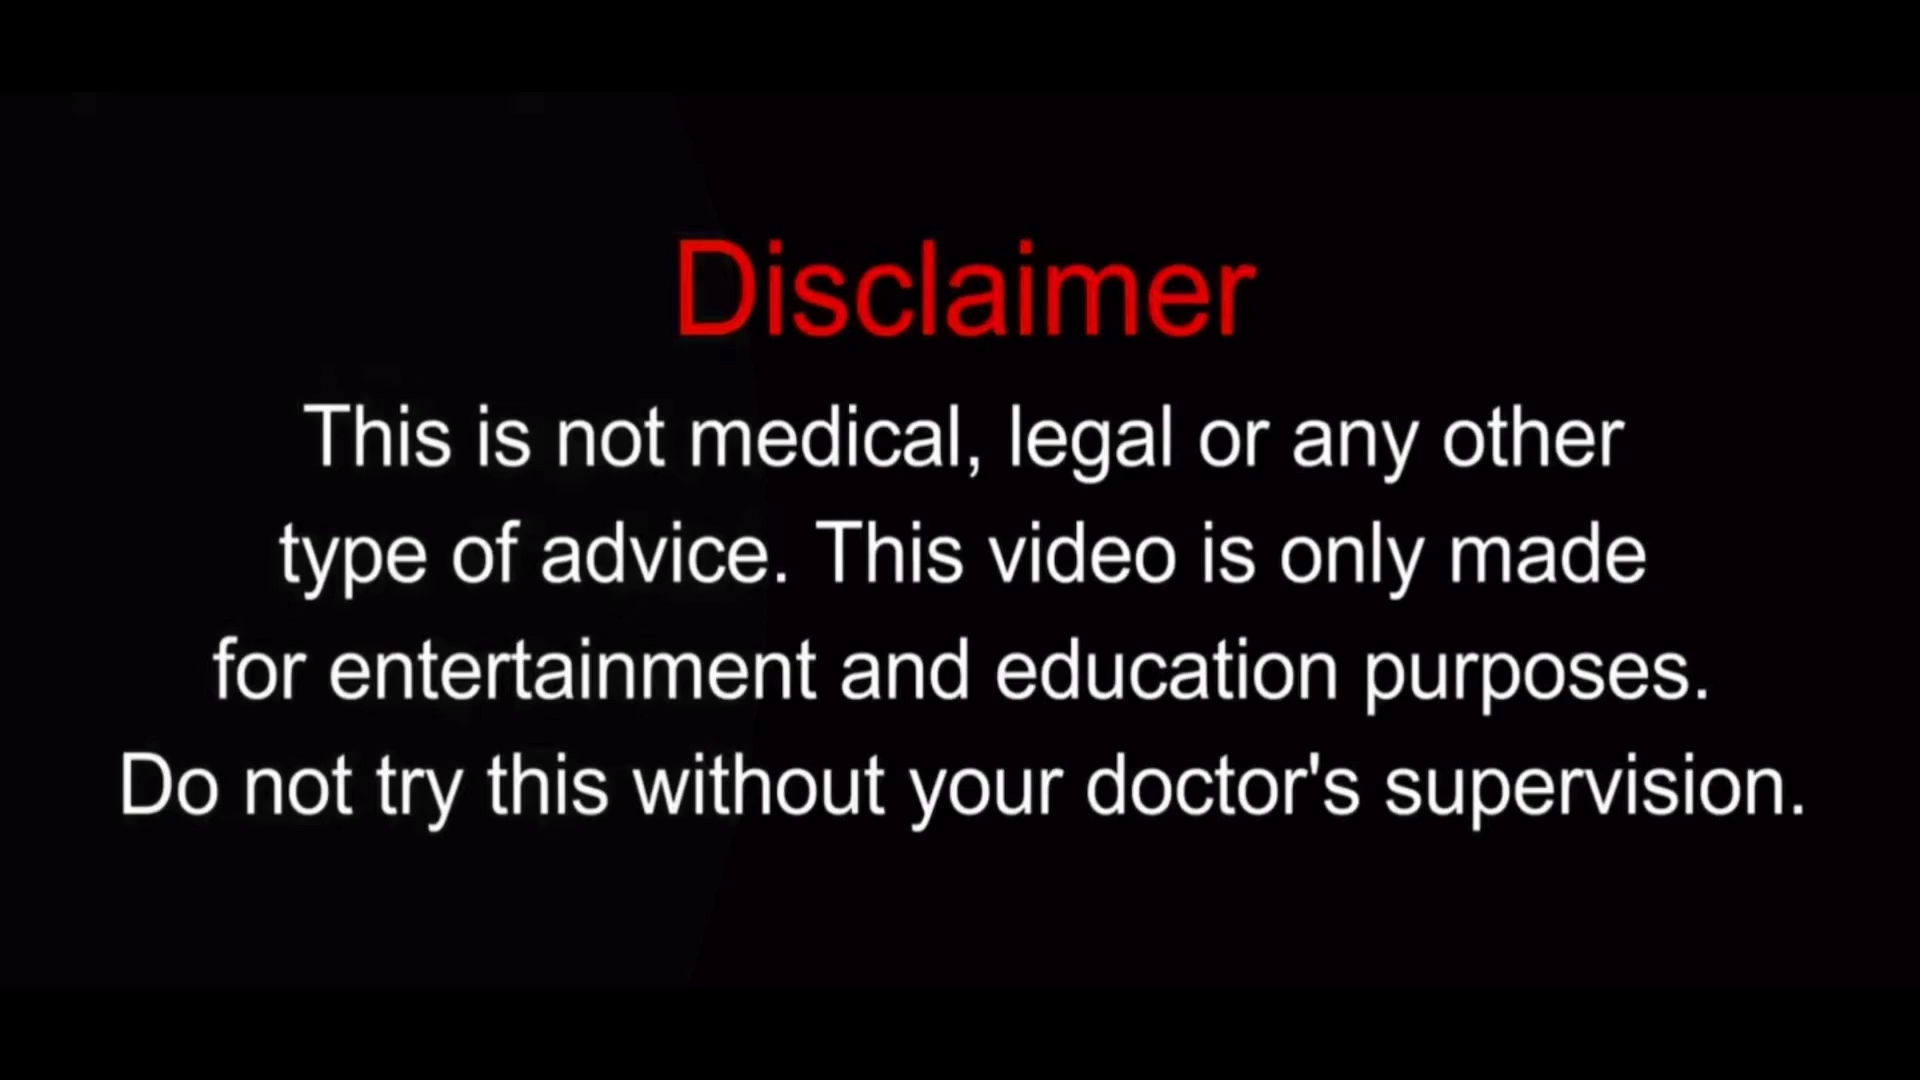 Disclaimer
This is not medical, legal or any other
type of advice. This video is only made
for entertainment and education purposes.
Do not try this without your doctor's supervision.